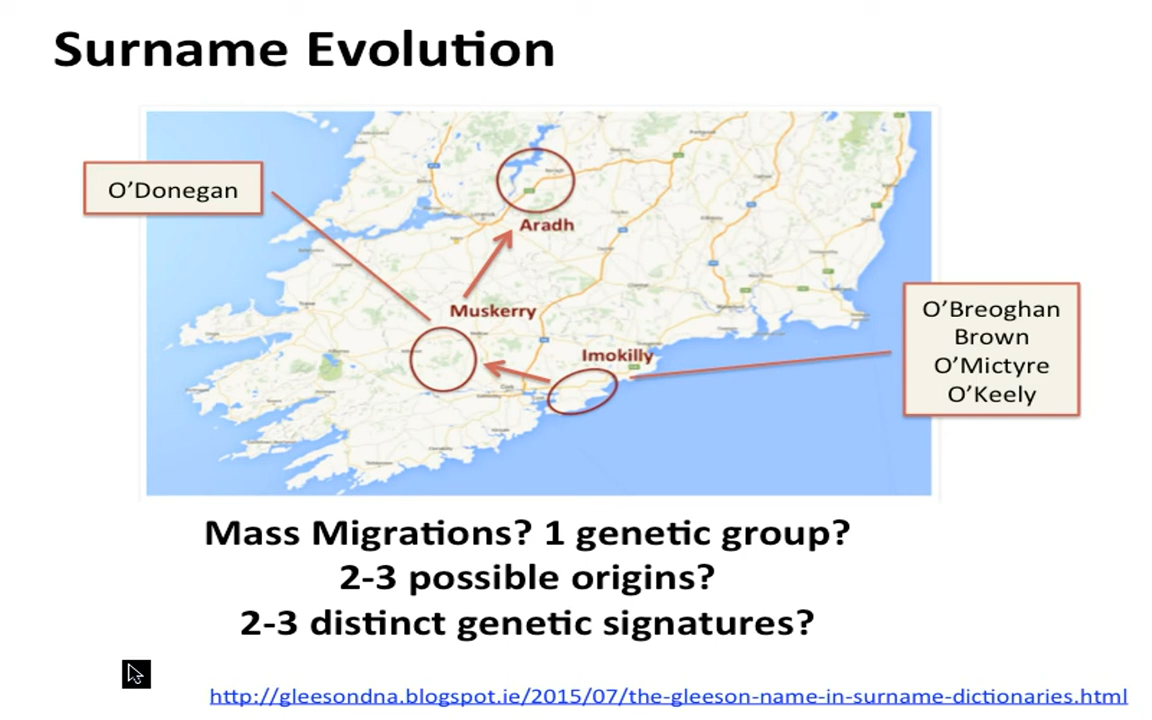 Surname Evolution
O'Donegan
Aradh
Muskerry
Imokilly
O'Breoghan
Brown
O'Mictyre
O'Keely
Mass Migrations? 1 genetic group?
2-3 possible origins?
2-3 distinct genetic signatures?
http://gleesondna.blogspot.ie/2015/07/the-gleeson-name-in-surname-dictionaries.html